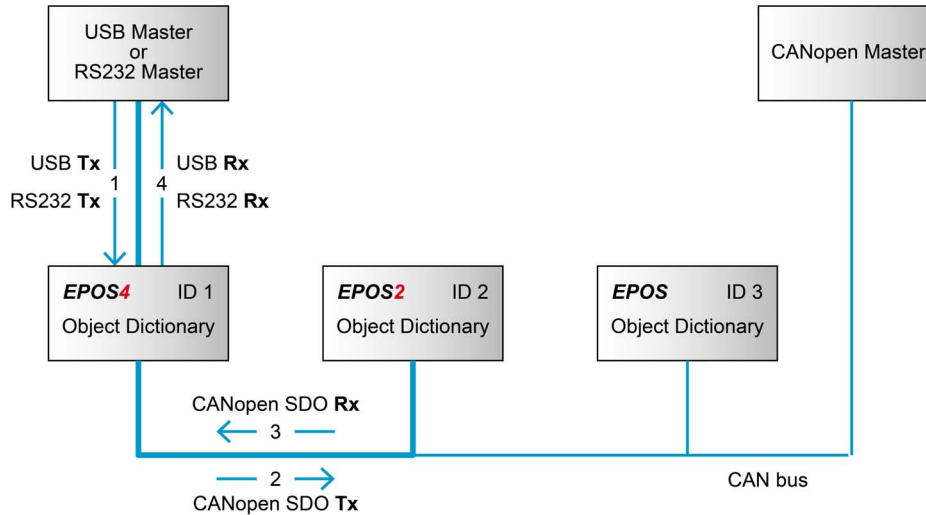 USB Master
or
RS232 Master
CANopen Master
USB Tx
1
RS232 Tx
USB Rx
4
RS232 Rx
EPOS4 ID 1
Object Dictionary
EPOS2 ID 2
Object Dictionary
EPOS ID 3
Object Dictionary
CANopen SDO Rx
3
2
CANopen SDO Tx
CAN bus